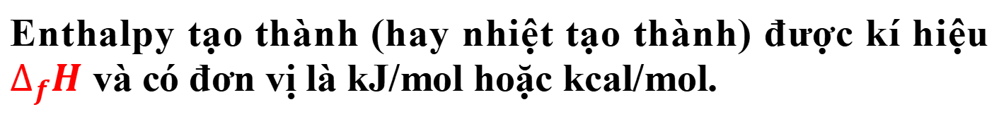 Enthalpy tạo thành (hay nhiệt tạo thành) được kí hiệu
Δ_fH và có đơn vị là kJ/mol hoặc kcal/mol.